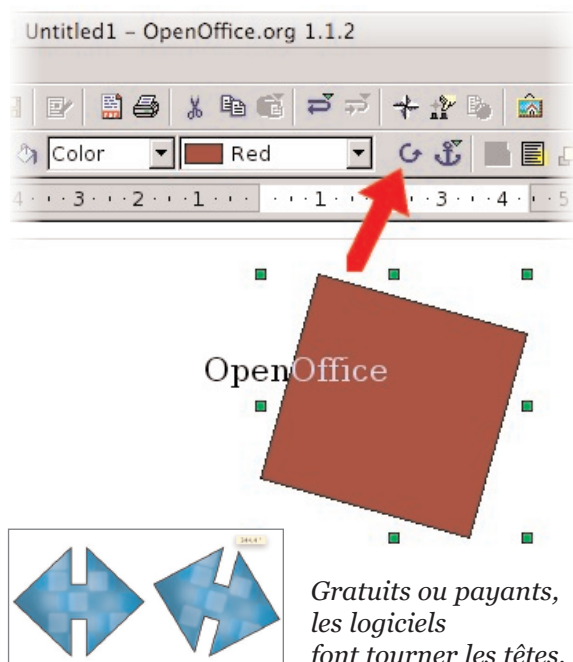 Untitled1 – OpenOffice.org 1.1.2
Color Red
4 3 2 1 1 3 4 5
OpenOffice
Gratuits ou payants,
les logiciels
font tourner les têtes.